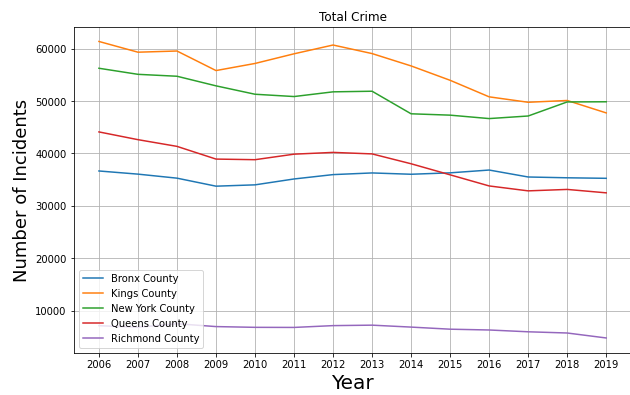 Total Crime
Number of Incidents
60000
50000
40000
30000
20000
10000
Bronx County
Kings County
New York County
Queens County
Richmond County
2006 2007 2008 2009 2010 2011 2012 2013 2014 2015 2016 2017 2018 2019
Year